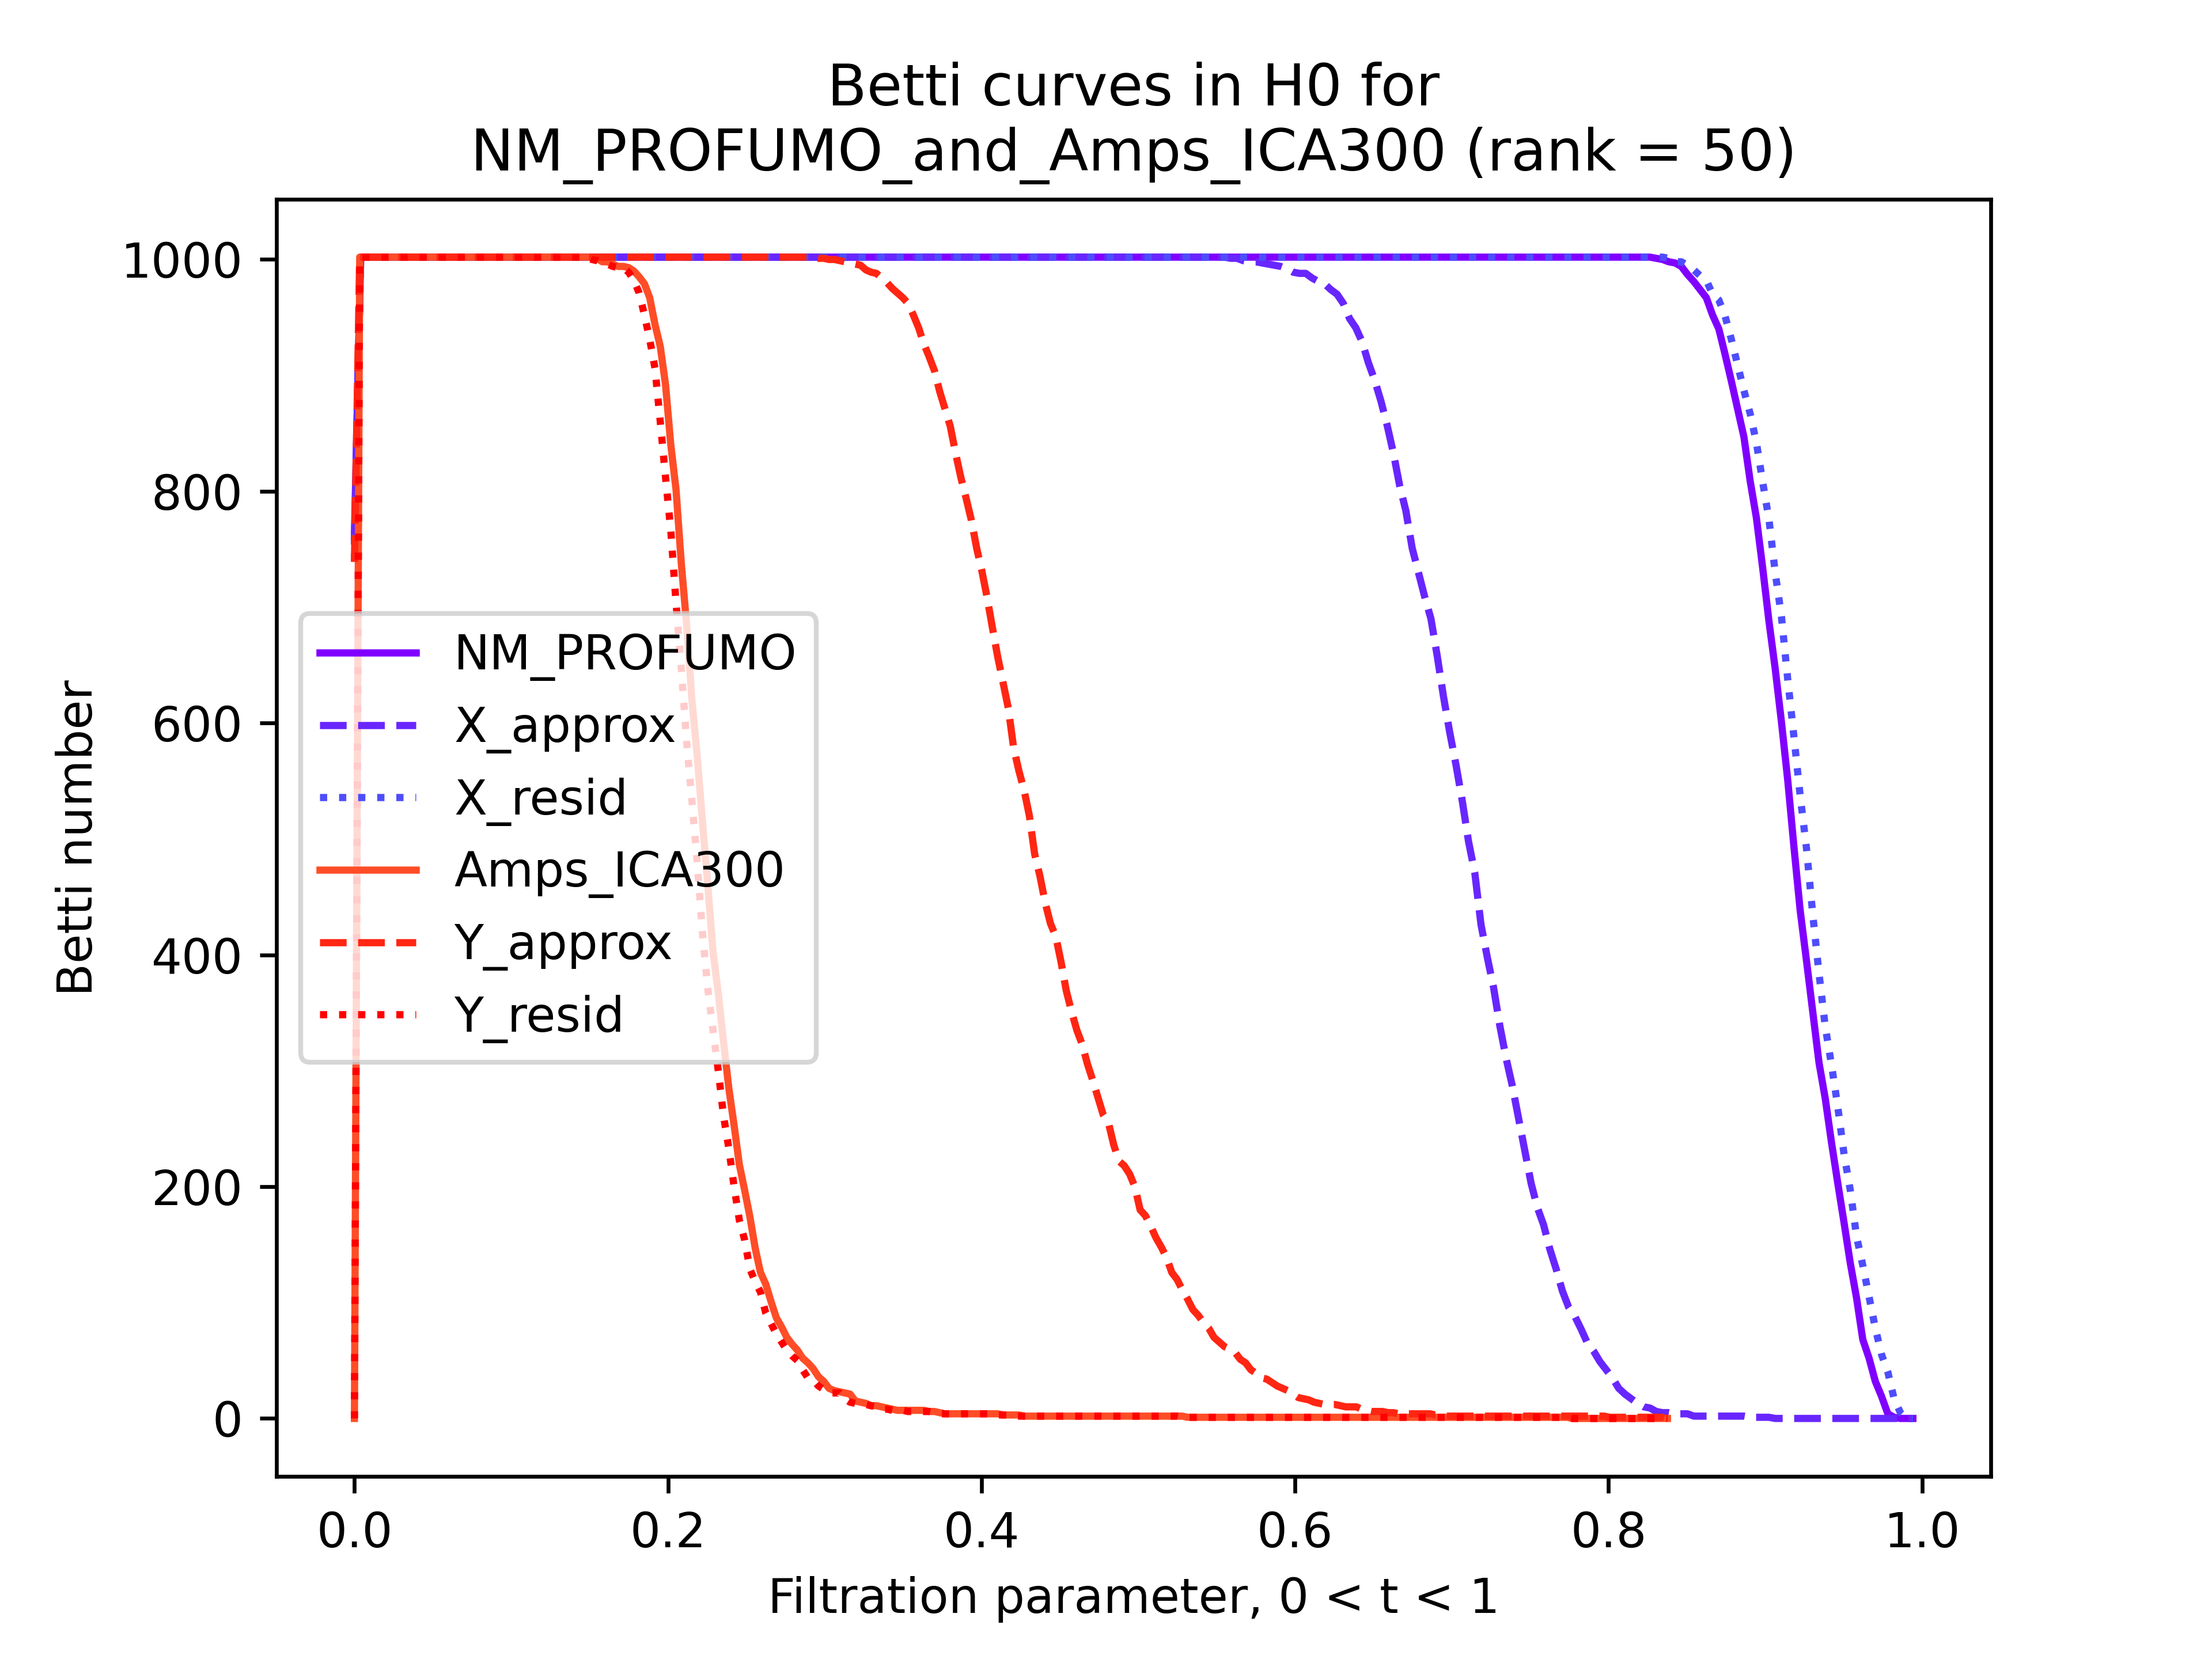 Betti curves in H0 for
NM_PROFUMO_and_Amps_ICA300 (rank = 50)
Betti number
1000
800
600
400
200
0
NM_PROFUMO
X_approx
X_resid
Amps_ICA300
Y_approx
Y_resid
0.0 0.2 0.4 0.6 0.8 1.0
Filtration parameter, 0 < t < 1